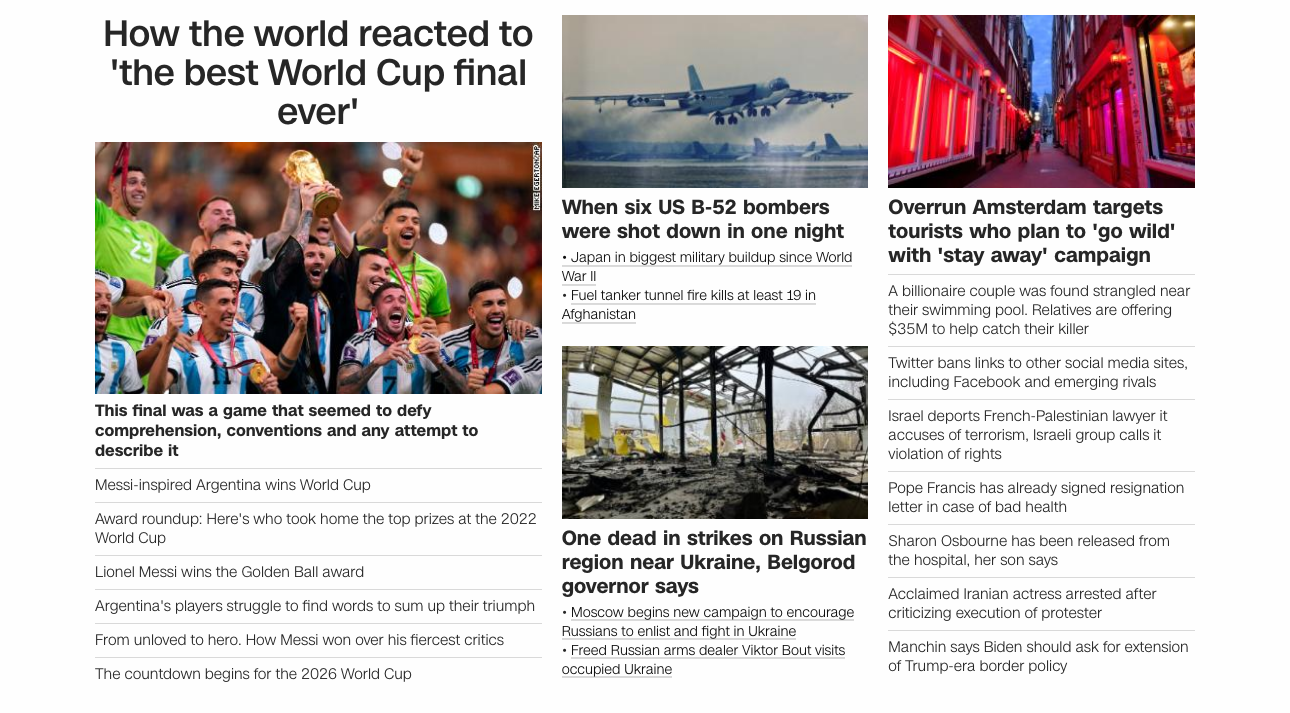 How the world reacted to
'the best World Cup final
ever'
MIKE EGERTON/AP
23
11
7
This final was a game that seemed to defy
comprehension, conventions and any attempt to
describe it
Messi-inspired Argentina wins World Cup
Award roundup: Here's who took home the top prizes at the 2022
World Cup
Lionel Messi wins the Golden Ball award
Argentina's players struggle to find words to sum up their triumph
From unloved to hero. How Messi won over his fiercest critics
The countdown begins for the 2026 World Cup
When six US B-52 bombers
were shot down in one night
• Japan in biggest military buildup since World
War II
• Fuel tanker tunnel fire kills at least 19 in
Afghanistan
One dead in strikes on Russian
region near Ukraine, Belgorod
governor says
• Moscow begins new campaign to encourage
Russians to enlist and fight in Ukraine
• Freed Russian arms dealer Viktor Bout visits
occupied Ukraine
Overrun Amsterdam targets
tourists who plan to 'go wild'
with 'stay away' campaign
A billionaire couple was found strangled near
their swimming pool. Relatives are offering
$35M to help catch their killer
Twitter bans links to other social media sites,
including Facebook and emerging rivals
Israel deports French-Palestinian lawyer it
accuses of terrorism, Israeli group calls it
violation of rights
Pope Francis has already signed resignation
letter in case of bad health
Sharon Osbourne has been released from
the hospital, her son says
Acclaimed Iranian actress arrested after
criticizing execution of protester
Manchin says Biden should ask for extension
of Trump-era border policy